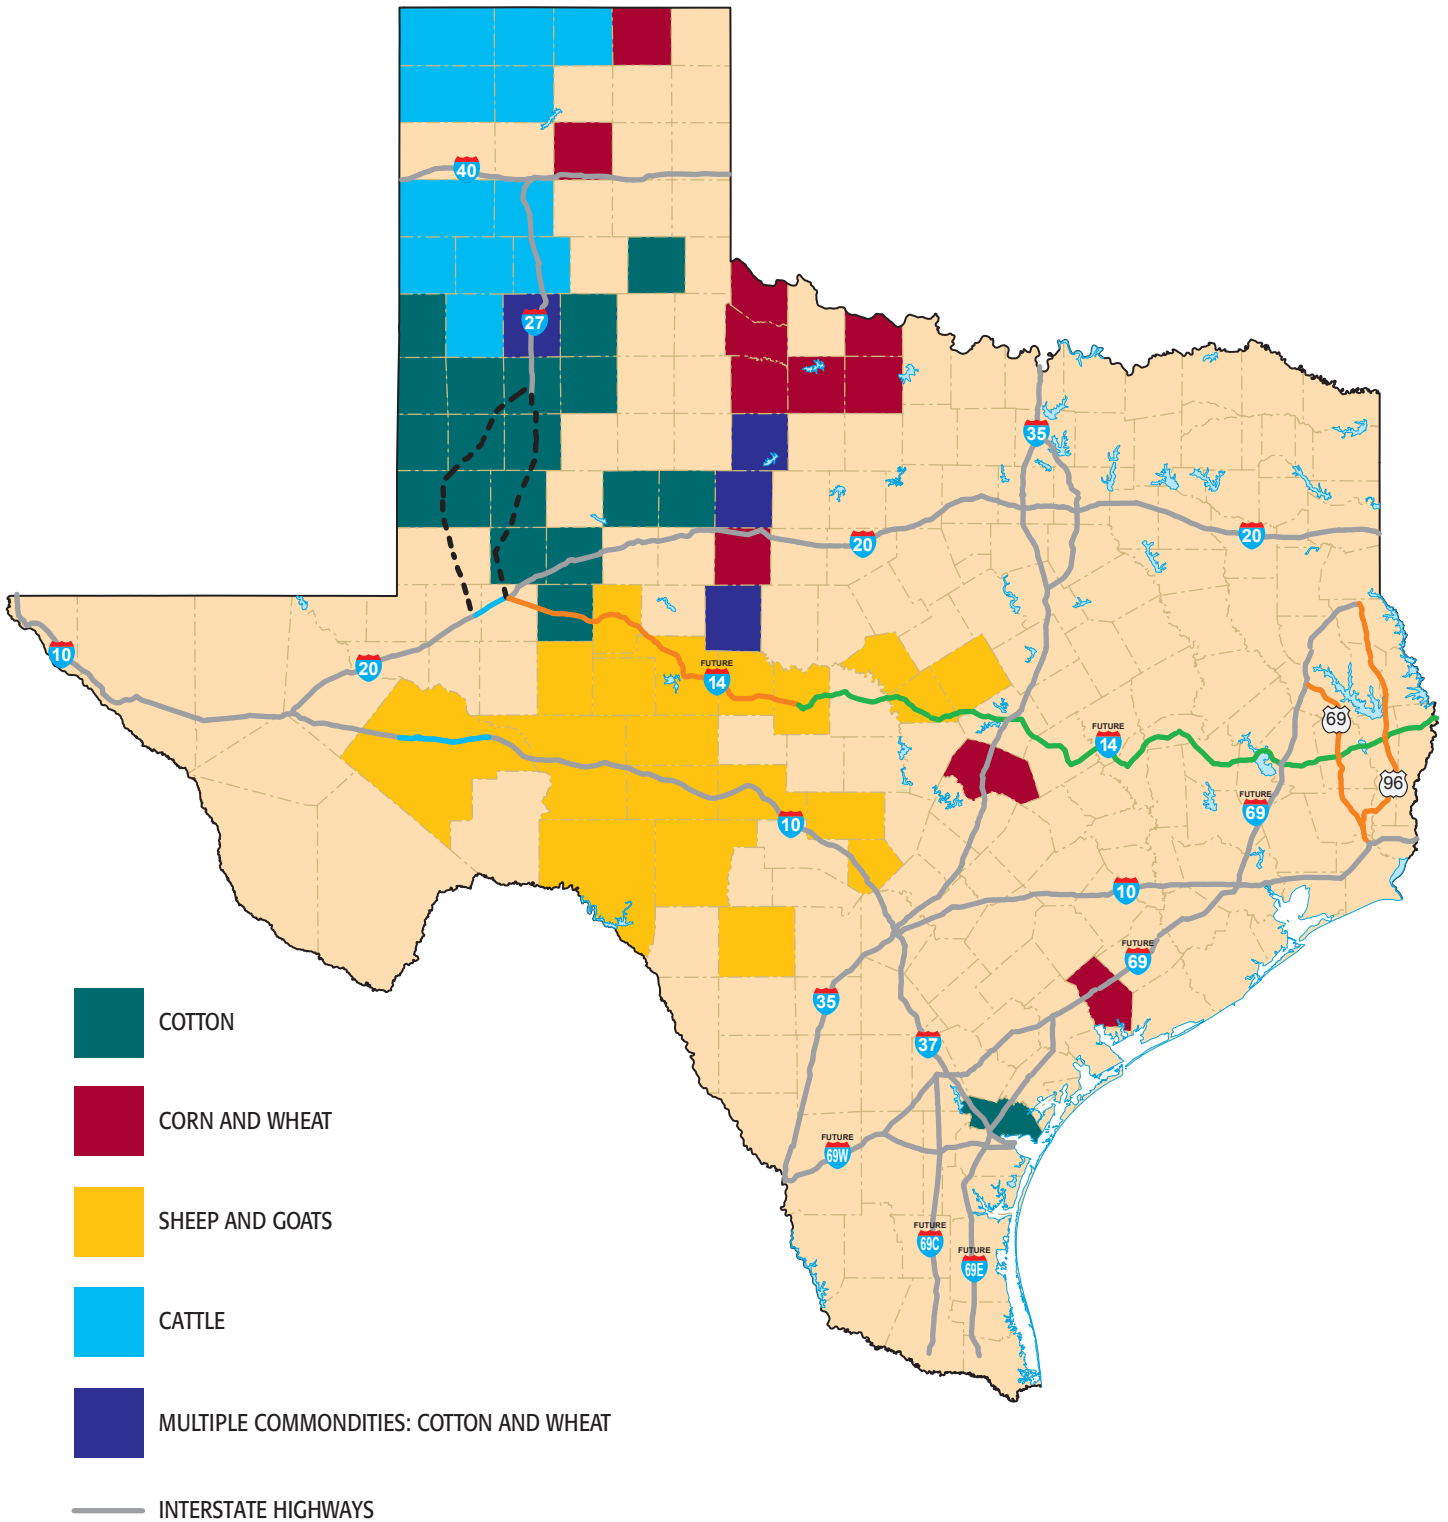 40
27
35
20
20
10
20
FUTURE
14
69
FUTURE
14
96
FUTURE
69
10
10
FUTURE
69
35
COTTON
37
CORN AND WHEAT
FUTURE
69W
SHEEP AND GOATS
FUTURE
69C
FUTURE
69E
CATTLE
MULTIPLE COMMONDITIES: COTTON AND WHEAT
INTERSTATE HIGHWAYS